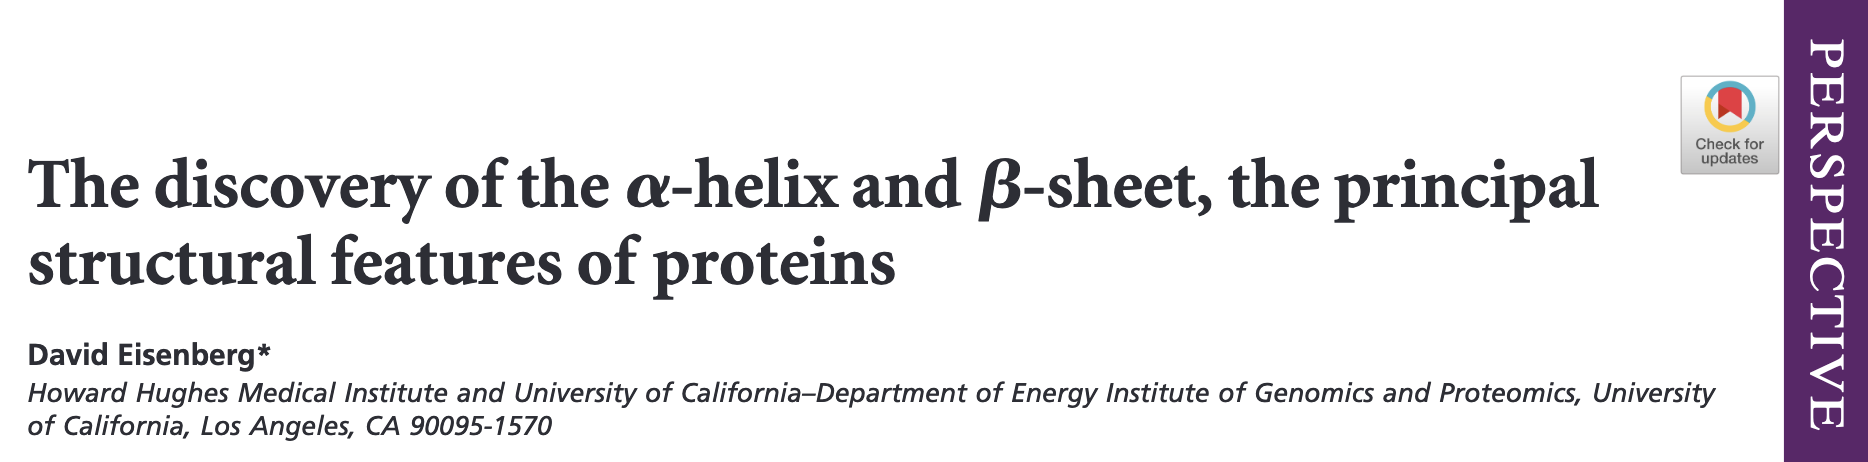 PERSPECTIVE
Check for
updates
The discovery of the α-helix and β-sheet, the principal
structural features of proteins
David Eisenberg*
Howard Hughes Medical Institute and University of California–Department of Energy Institute of Genomics and Proteomics, University
of California, Los Angeles, CA 90095-1570